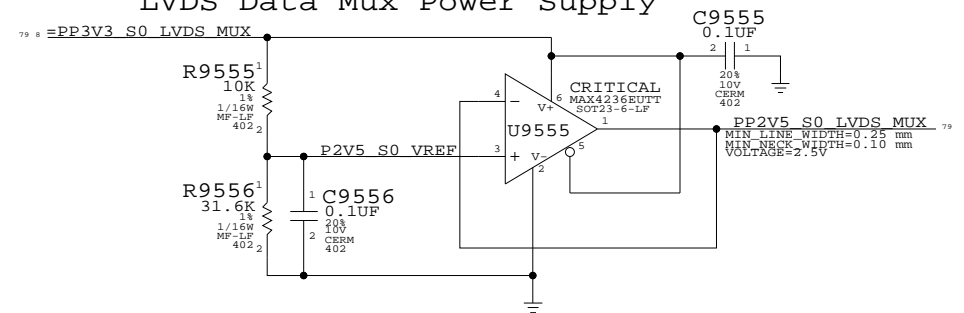 LVDS Data Mux Power Supply
79 8 =PP3V3_S0_LVDS_MUX
C9555
0.1UF
2 1
20%
10V
CERM
402
R9555 1
10K
1%
1/16W
MF-LF
402 2
CRITICAL
MAX4236EUTT
SOT23-6-LF
4 - V+ 6
U9555
1
PP2V5_S0_LVDS_MUX 79
MIN_LINE_WIDTH=0.25 mm
MIN_NECK_WIDTH=0.10 mm
VOLTAGE=2.5V
P2V5_S0_VREF 3 + V- 5
2
R9556 1
31.6K
1%
1/16W
MF-LF
402 2
1 C9556
0.1UF
20%
10V
2 CERM
402